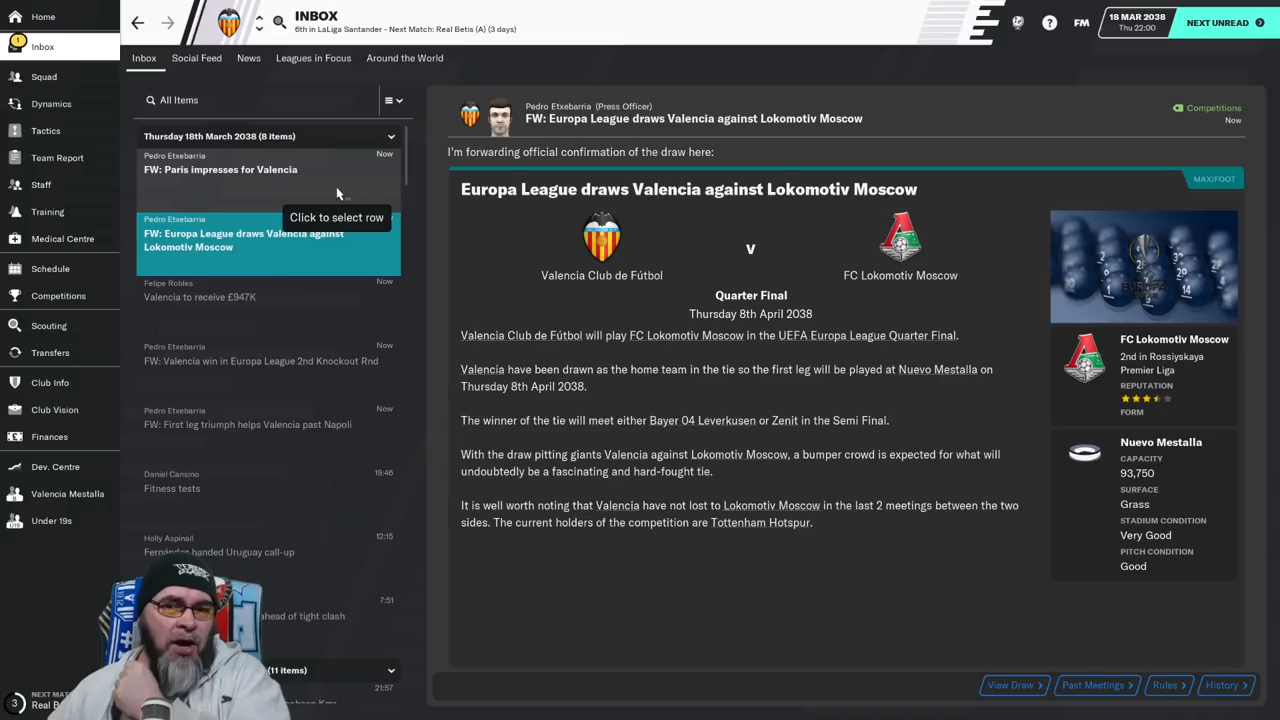 Home
1
Inbox
Squad
Dynamics
Tactics
Team Report
Staff
Training
Medical Centre
Schedule
Competitions
Scouting
Transfers
Club Info
Club Vision
Finances
Dev. Centre
Valencia Mestalla
Under 19s
3
NEXT MAT
Real B
INBOX
6th in LaLiga Santander - Next Match: Real Betis (A) (3 days)
?
FM
18 MAR 2038
Thu 22:00
NEXT UNREAD
Inbox
Social Feed
News
Leagues in Focus
Around the World
All Items
Thursday 18th March 2038 (8 items)
Pedro Etxebarria
Now
FW: Paris impresses for Valencia
Click to select row
Pedro Etxebarria
FW: Europa League draws Valencia against
Lokomotiv Moscow
Felipe Robles
Now
Valencia to receive £947K
Pedro Etxebarria
Now
FW: Valencia win in Europa League 2nd Knockout Rnd
Pedro Etxebarria
Now
FW: First leg triumph helps Valencia past Napoli
Daniel Cansino
19:46
Fitness tests
Holly Aspinall
12:15
Fernández handed Uruguay call-up
7:51
ahead of tight clash
(11 items)
21:57
Pedro Etxebarria (Press Officer)
FW: Europa League draws Valencia against Lokomotiv Moscow
Competitions
Now
I'm forwarding official confirmation of the draw here:
MAXIFOOT
Europa League draws Valencia against Lokomotiv Moscow
v
Valencia Club de Fútbol
FC Lokomotiv Moscow
Quarter Final
Thursday 8th April 2038
Valencia Club de Fútbol will play FC Lokomotiv Moscow in the UEFA Europa League Quarter Final.
Valencia have been drawn as the home team in the tie so the first leg will be played at Nuevo Mestalla on
Thursday 8th April 2038.
The winner of the tie will meet either Bayer 04 Leverkusen or Zenit in the Semi Final.
With the draw pitting giants Valencia against Lokomotiv Moscow, a bumper crowd is expected for what will
undoubtedly be a fascinating and hard-fought tie.
It is well worth noting that Valencia have not lost to Lokomotiv Moscow in the last 2 meetings between the two
sides. The current holders of the competition are Tottenham Hotspur.
FC Lokomotiv Moscow
2nd in Rossiyskaya
Premier Liga
REPUTATION
FORM
Nuevo Mestalla
CAPACITY
93,750
SURFACE
Grass
STADIUM CONDITION
Very Good
PITCH CONDITION
Good
View Draw
Past Meetings
Rules
History